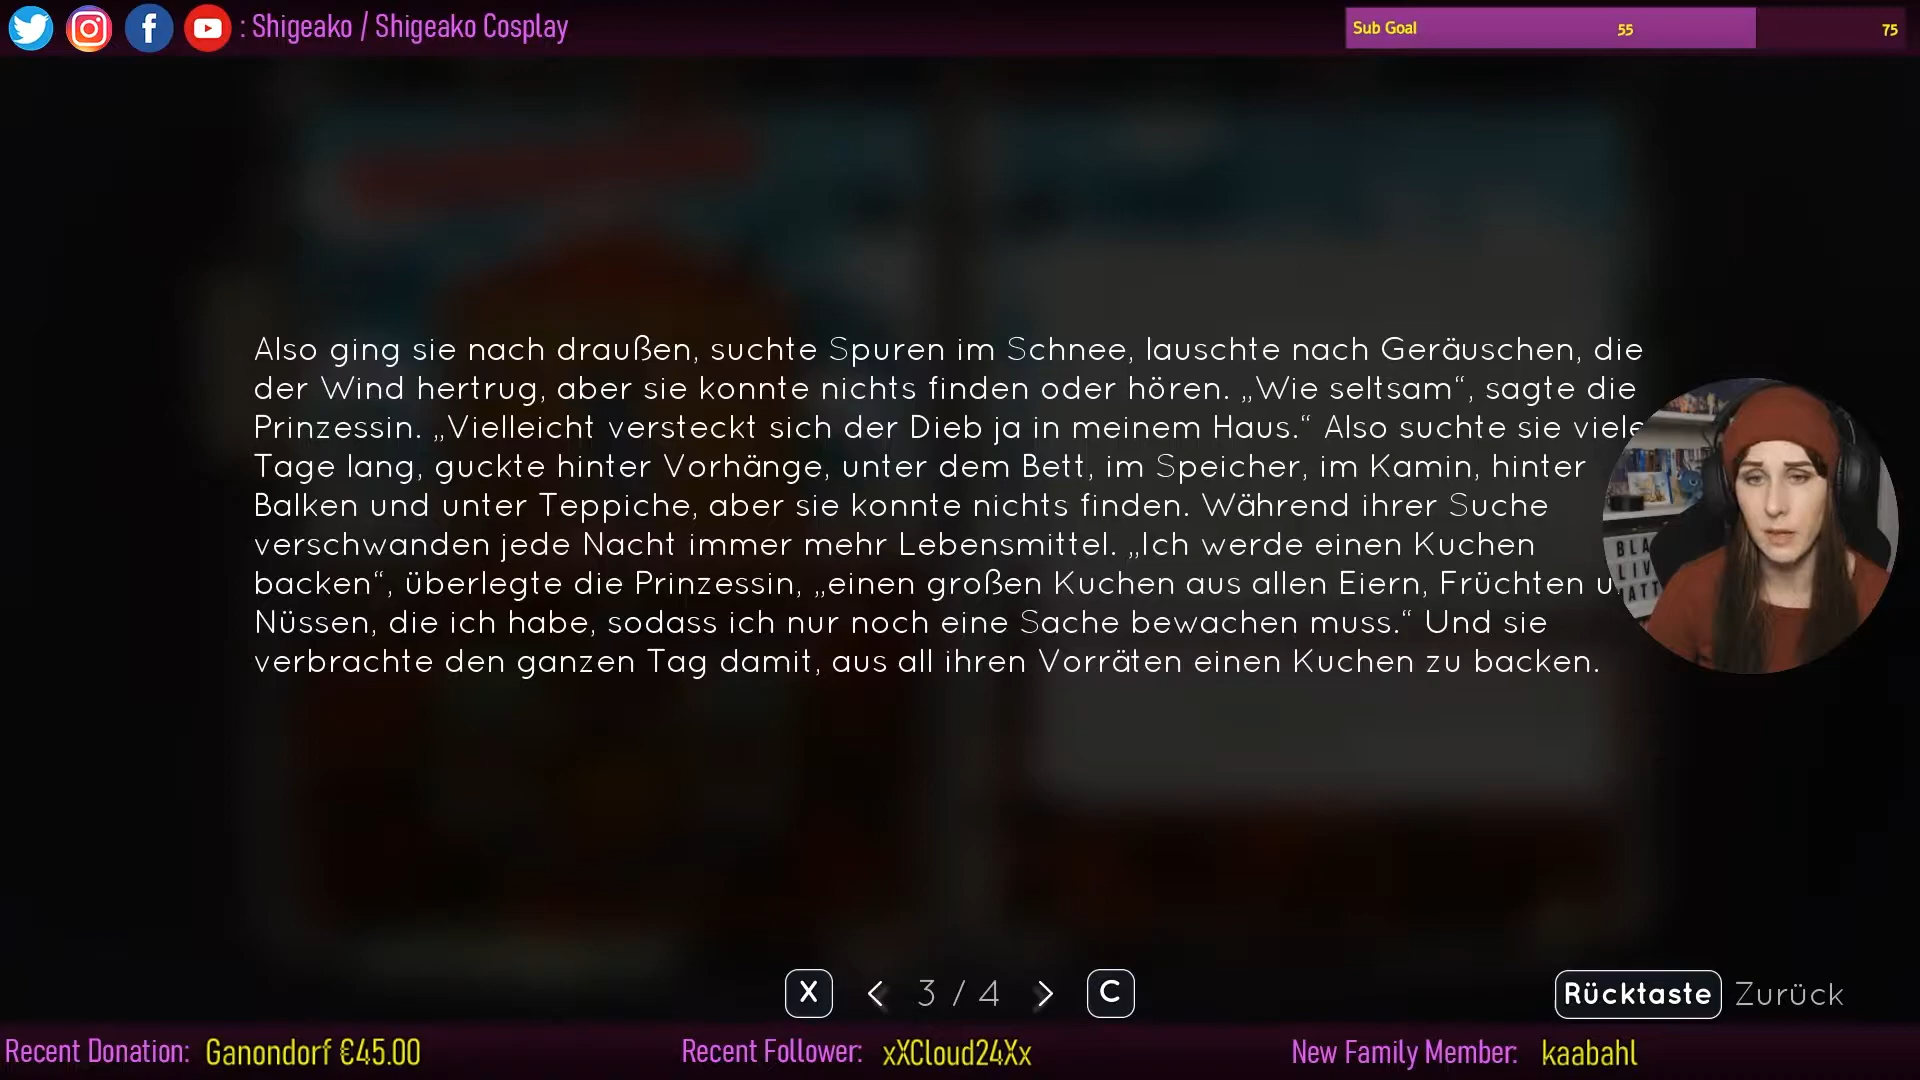 : Shigeako / Shigeako Cosplay
Sub Goal 55 75
Also ging sie nach draußen, suchte Spuren im Schnee, lauschte nach Geräuschen, die
der Wind hertrug, aber sie konnte nichts finden oder hören. „Wie seltsam“, sagte die
Prinzessin. „Vielleicht versteckt sich der Dieb ja in meinem Haus.“ Also suchte sie viele
Tage lang, guckte hinter Vorhänge, unter dem Bett, im Speicher, im Kamin, hinter
Balken und unter Teppiche, aber sie konnte nichts finden. Während ihrer Suche
verschwanden jede Nacht immer mehr Lebensmittel. „Ich werde einen Kuchen
backen“, überlegte die Prinzessin, „einen großen Kuchen aus allen Eiern, Früchten
Nüssen, die ich habe, sodass ich nur noch eine Sache bewachen muss.“ Und sie
verbrachte den ganzen Tag damit, aus all ihren Vorräten einen Kuchen zu backen.
X < 3 / 4 > C
Rücktaste Zurück
Recent Donation: Ganondorf €45.00
Recent Follower: xXCloud24Xx
New Family Member: kaabahl